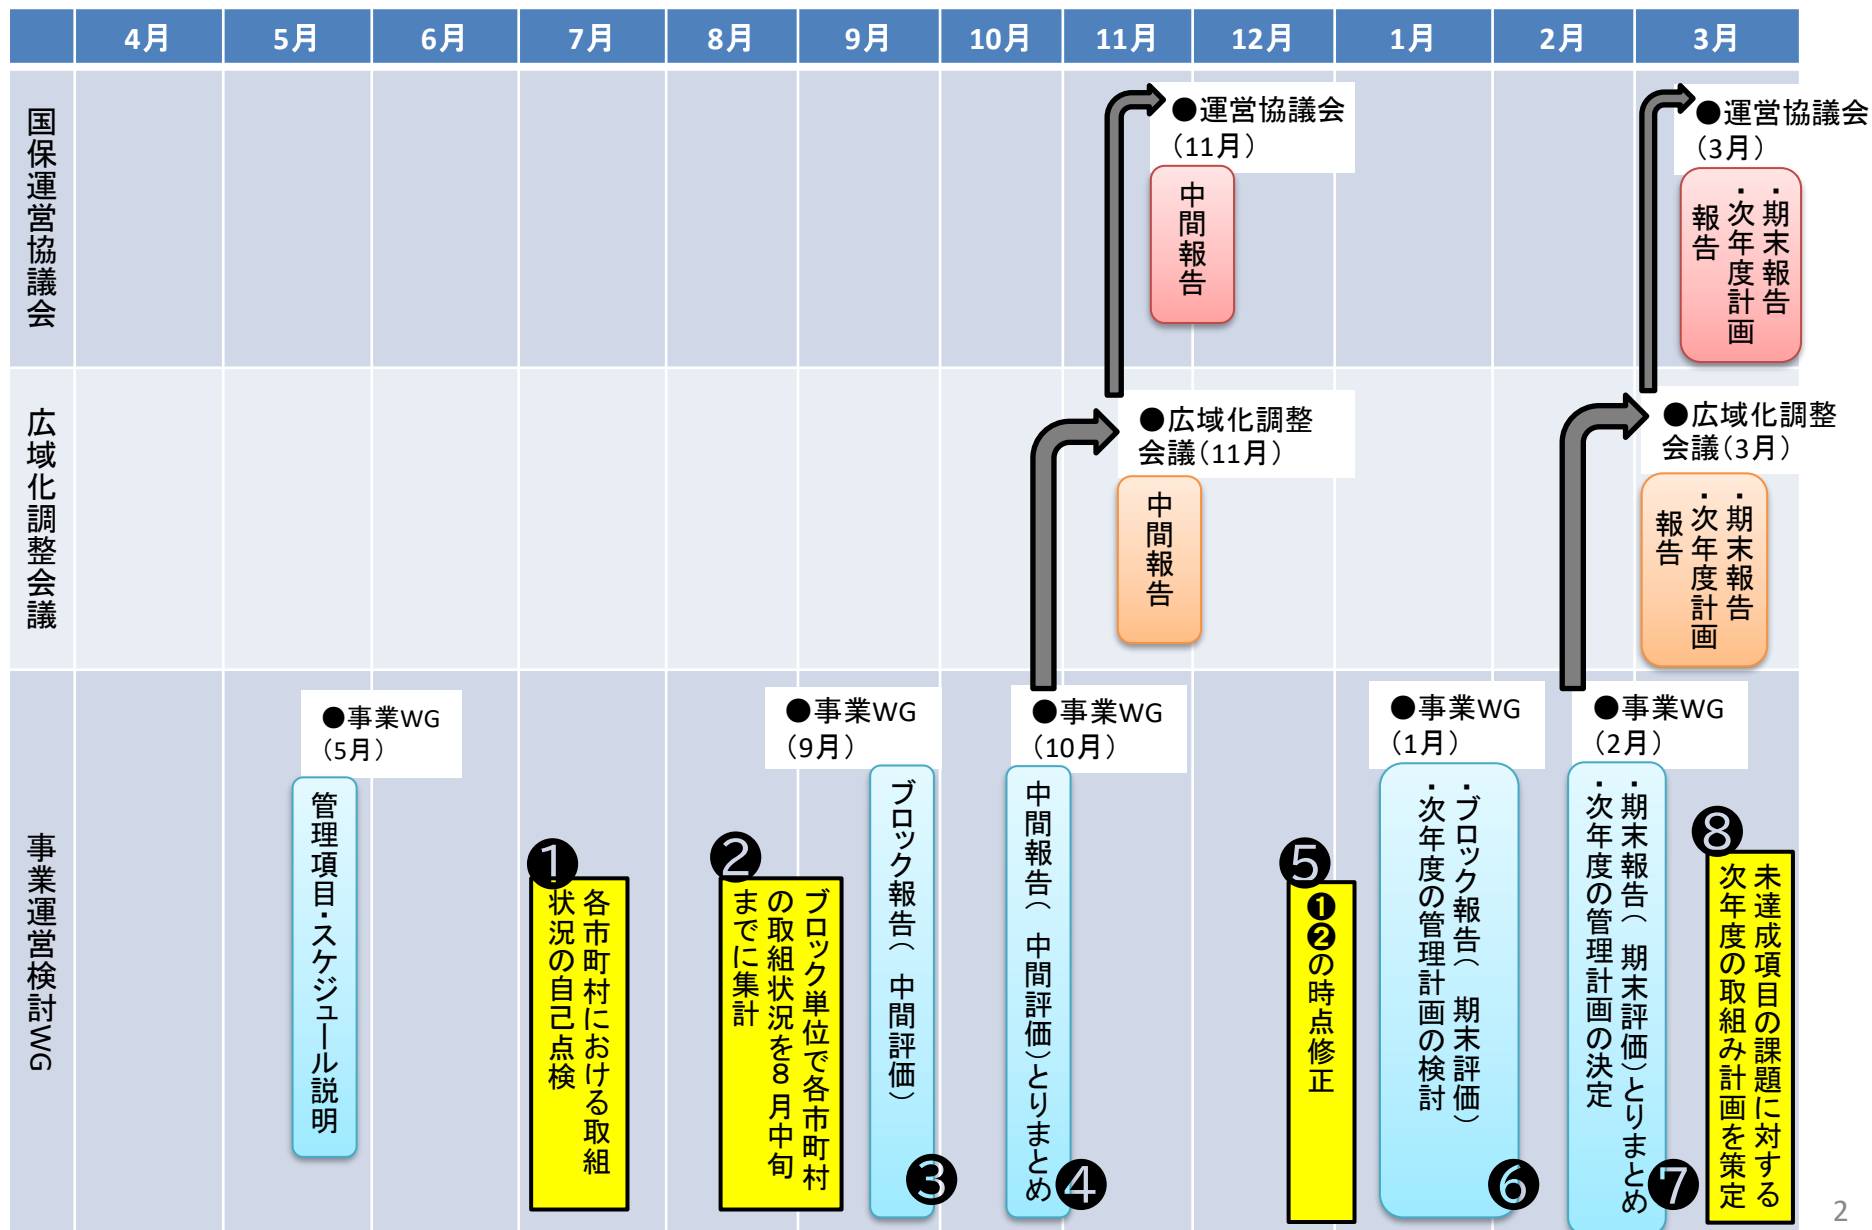 4月
5月
6月
7月
8月
9月
10月
11月
12月
1月
2月
3月
国保運営協議会
●運営協議会
（11月）
中間報告
●運営協議会
（3月）
・期末報告
・次年度計画
報告
広域化調整会議
●広域化調整
会議（11月）
中間報告
●広域化調整
会議（3月）
・期末報告
・次年度計画
報告
事業運営検討WG
●事業WG
（5月）
管理項目・スケジュール説明
❶
各市町村における取組
状況の自己点検
❷
ブロック単位で各市町村
の取組状況を８月中旬
までに集計
●事業WG
（9月）
ブロック報告（中間評価）
❸
●事業WG
（10月）
中間報告（中間評価）とりまとめ
❹
❺
❶❷の時点修正
●事業WG
（1月）
・ブロック報告（期末評価）
・次年度の管理計画の検討
❻
●事業WG
（2月）
・期末報告（期末評価）とりまとめ
・次年度の管理計画の決定
❼
❽
未達成項目の課題に対する
次年度の取組み計画を策定
2